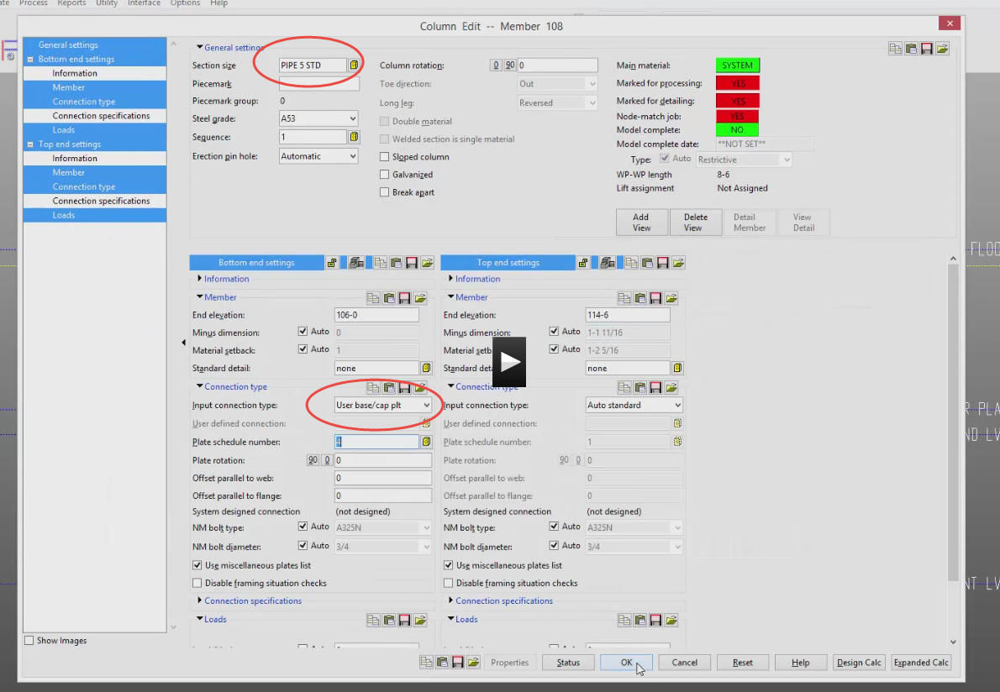 Process Reports Utility Interface Options Help
Column Edit -- Member 108
General settings
Bottom end settings
Information
Member
Connection type
Connection specifications
Loads
Top end settings
Information
Member
Connection type
Connection specifications
Loads
Show Images
General settings
Section size PIPE 5 STD
Piecemark
Piecemark group: 0
Steel grade: A53
Sequence: 1
Erection pin hole: Automatic
Column rotation: 0 90 0
Toe direction: Out
Long leg: Reversed
Double material
Welded section is single material
Sloped column
Galvanized
Break apart
Main material: SYSTEM
Marked for processing: YES
Marked for detailing: YES
Node-match job: YES
Model complete: NO
Model complete date: **NOT SET**
Type: Auto Restrictive
WP-WP length 8-6
Lift assignment Not Assigned
Add View
Delete View
Detail Member
View Detail
Bottom end settings
Information
Member
End elevation: 106-0
Minus dimension: Auto 0
Material setback: Auto 1
Standard detail: none
Connection type
Input connection type: User base/cap plt
User defined connection:
Plate schedule number:
Plate rotation: 90 0 0
Offset parallel to web: 0
Offset parallel to flange: 0
System designed connection (not designed)
NM bolt type: Auto A325N
NM bolt diameter: Auto 3/4
Use miscellaneous plates list
Disable framing situation checks
Connection specifications
Loads
Top end settings
Information
Member
End elevation: 114-6
Minus dimension: Auto 1-1 11/16
Material setb Auto 1-2 5/16
Standard deta none
Connection type
Input connection type: Auto standard
User defined connection:
Plate schedule number: 1
Plate rotation: 90 0 0
Offset parallel to web: 0
Offset parallel to flange: 0
System designed connection (not designed)
NM bolt type: Auto A325N
NM bolt diameter: Auto 3/4
Use miscellaneous plates list
Disable framing situation checks
Connection specifications
Loads
Properties Status OK Cancel Reset Help Design Calc Expanded Calc
FLOO
R PLA
ND LV
NT LV